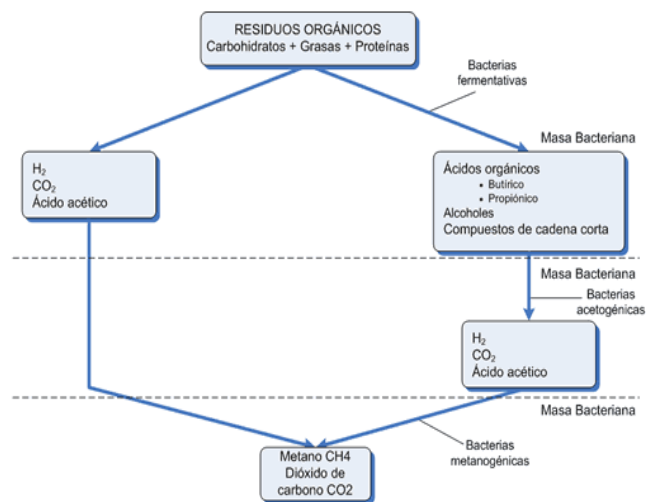 RESIDUOS ORGÁNICOS
Carbohidratos + Grasas + Proteínas
Bacterias
fermentativas
Masa Bacteriana
H₂
CO₂
Ácido acético
Ácidos orgánicos
▪ Butírico
▪ Propiónico
Alcoholes
Compuestos de cadena corta
Masa Bacteriana
Bacterias
acetogénicas
H₂
CO₂
Ácido acético
Masa Bacteriana
Bacterias
metanogénicas
Metano CH4
Dióxido de
carbono CO2